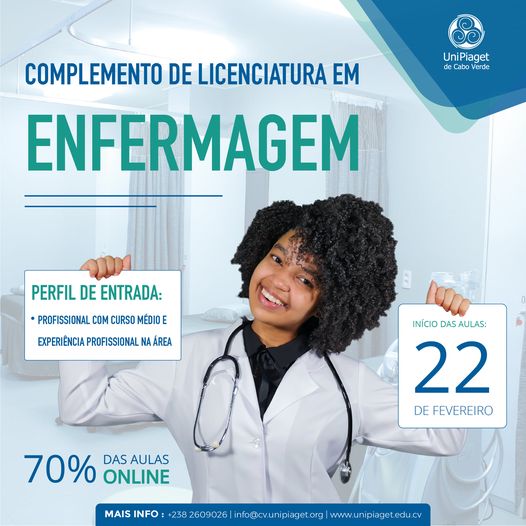 UniPiaget
de Cabo Verde
COMPLEMENTO DE LICENCIATURA EM
ENFERMAGEM
PERFIL DE ENTRADA:
• PROFISSIONAL COM CURSO MÉDIO E
EXPERIÊNCIA PROFISSIONAL NA ÁREA
INÍCIO DAS AULAS:
22
DE FEVEREIRO
70% DAS AULAS
ONLINE
MAIS INFO : +238 2609026 | info@cv.unipiaget.org | www.unipiaget.edu.cv